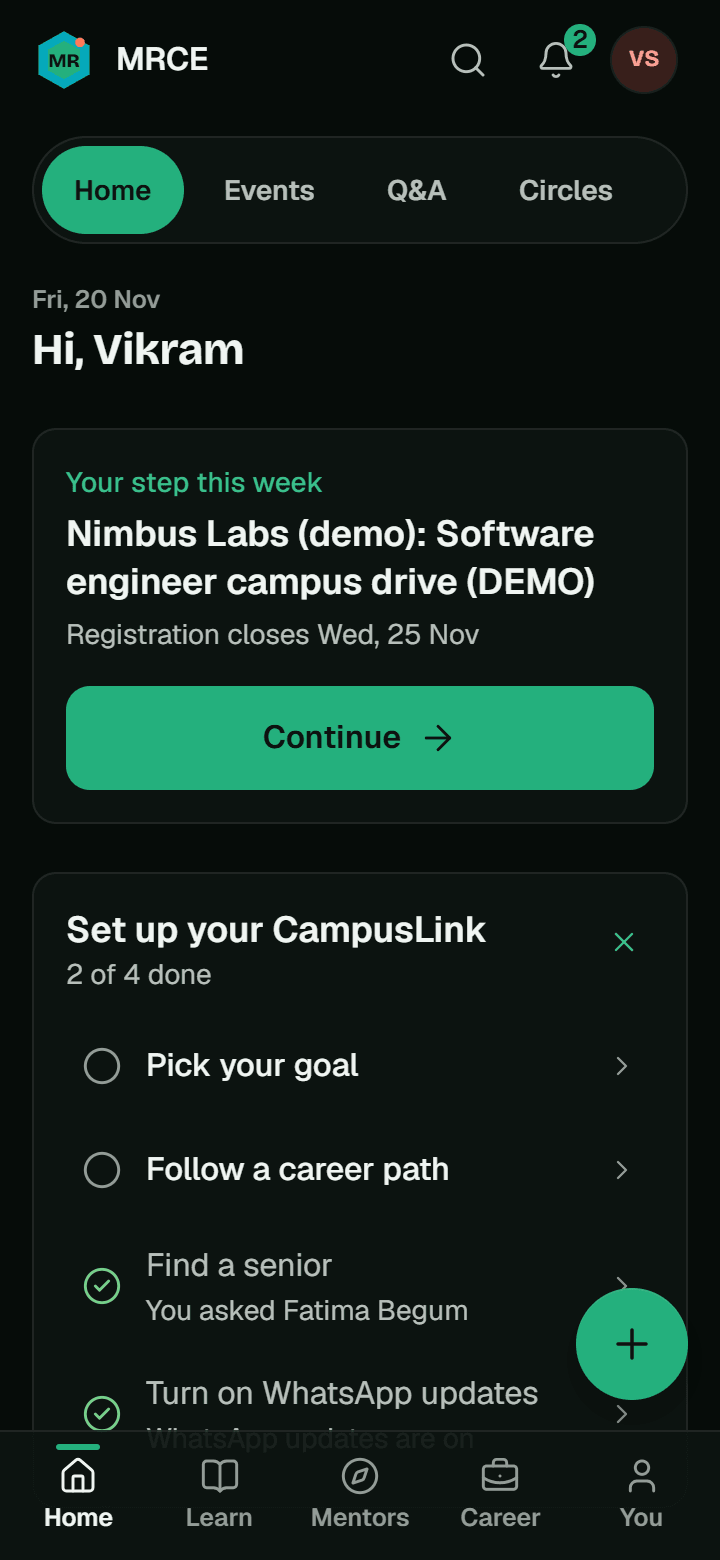 MR
MRCE
2
VS
Home
Events
Q&A
Circles
Fri, 20 Nov
Hi, Vikram
Your step this week
Nimbus Labs (demo): Software
engineer campus drive (DEMO)
Registration closes Wed, 25 Nov
Continue
Set up your CampusLink
2 of 4 done
Pick your goal
Follow a career path
Find a senior
You asked Fatima Begum
Turn on WhatsApp updates
WhatsApp updates are on
Home
Learn
Mentors
Career
You